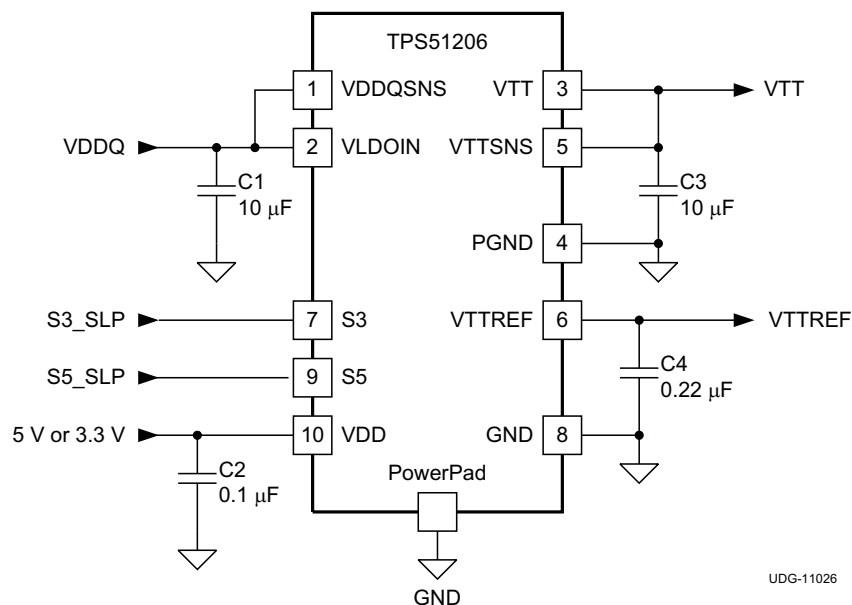 TPS51206
1 VDDQSNS VTT 3 VTT
VDDQ 2 VLDOIN VTTSNS 5
C1
10 μF
C3
10 μF
PGND 4
S3_SLP 7 S3 VTTREF 6 VTTREF
S5_SLP 9 S5
C4
0.22 μF
5 V or 3.3 V 10 VDD GND 8
C2
0.1 μF
PowerPad
GND
UDG-11026